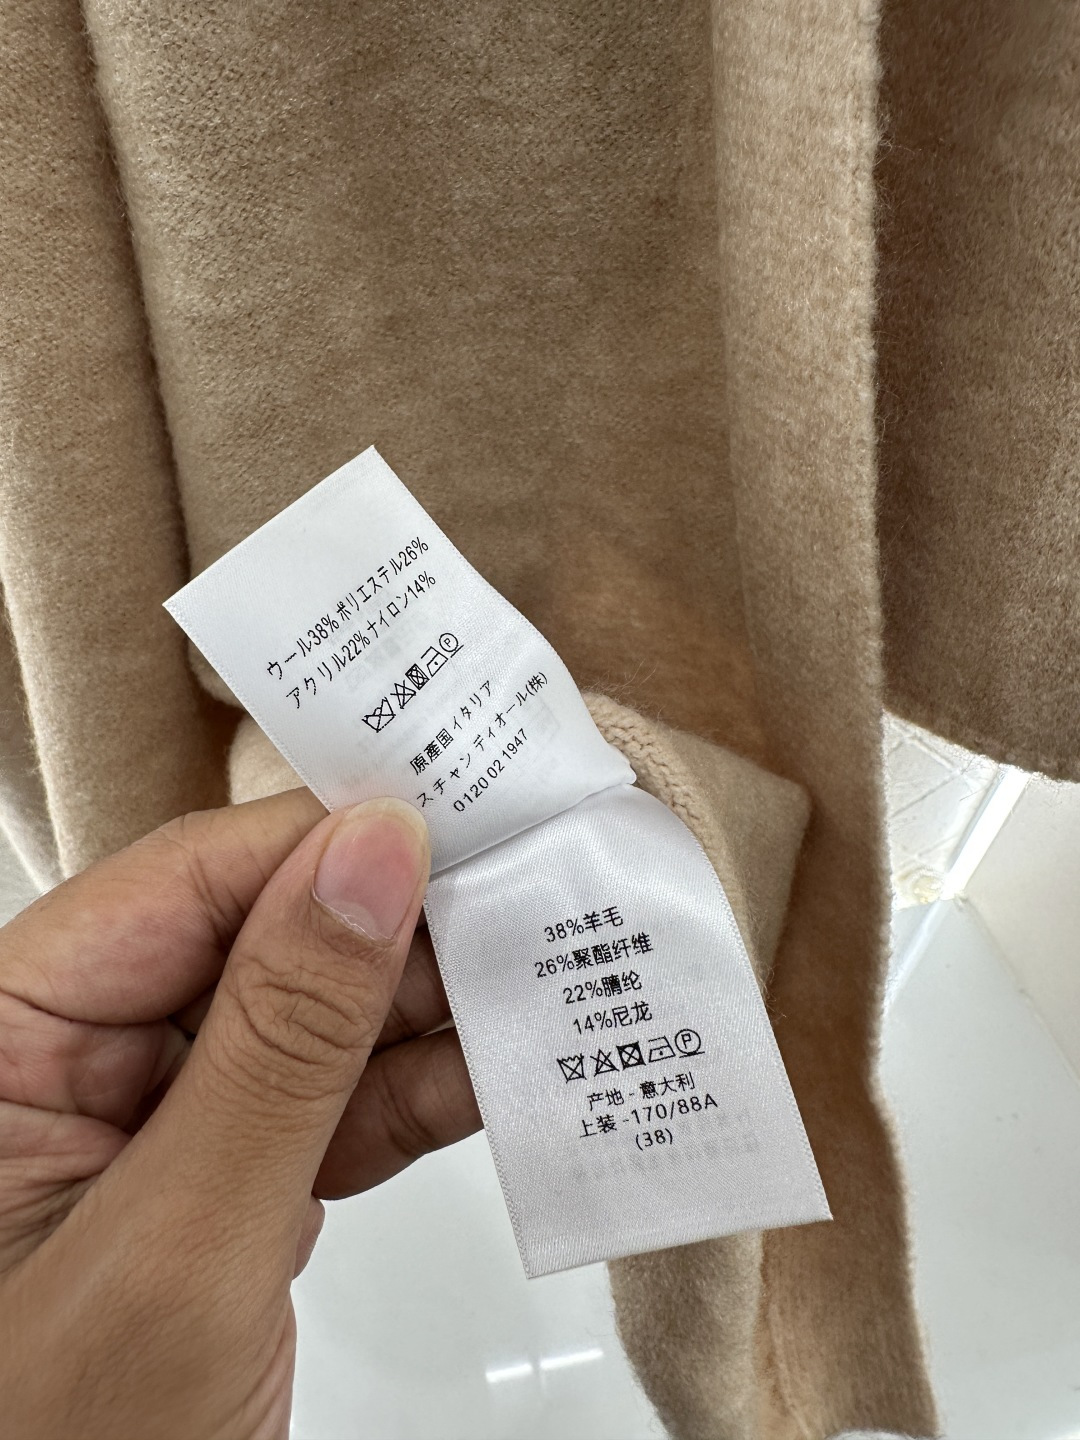 ウール38% ポリエステル26%
アクリル22% ナイロン14%
P
原産国 イタリア
スチャン ディオール(株)
0120 02 1947
38%羊毛
26%聚酯纤维
22%腈纶
14%尼龙
P
产地 - 意大利
上装 -170/88A
(38)